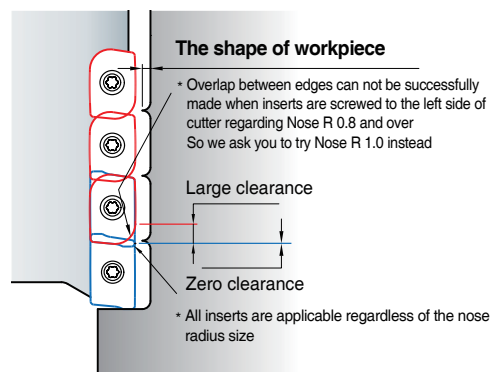 The shape of workpiece
* Overlap between edges can not be successfully
made when inserts are screwed to the left side of
cutter regarding Nose R 0.8 and over
So we ask you to try Nose R 1.0 instead
Large clearance
Zero clearance
* All inserts are applicable regardless of the nose
radius size